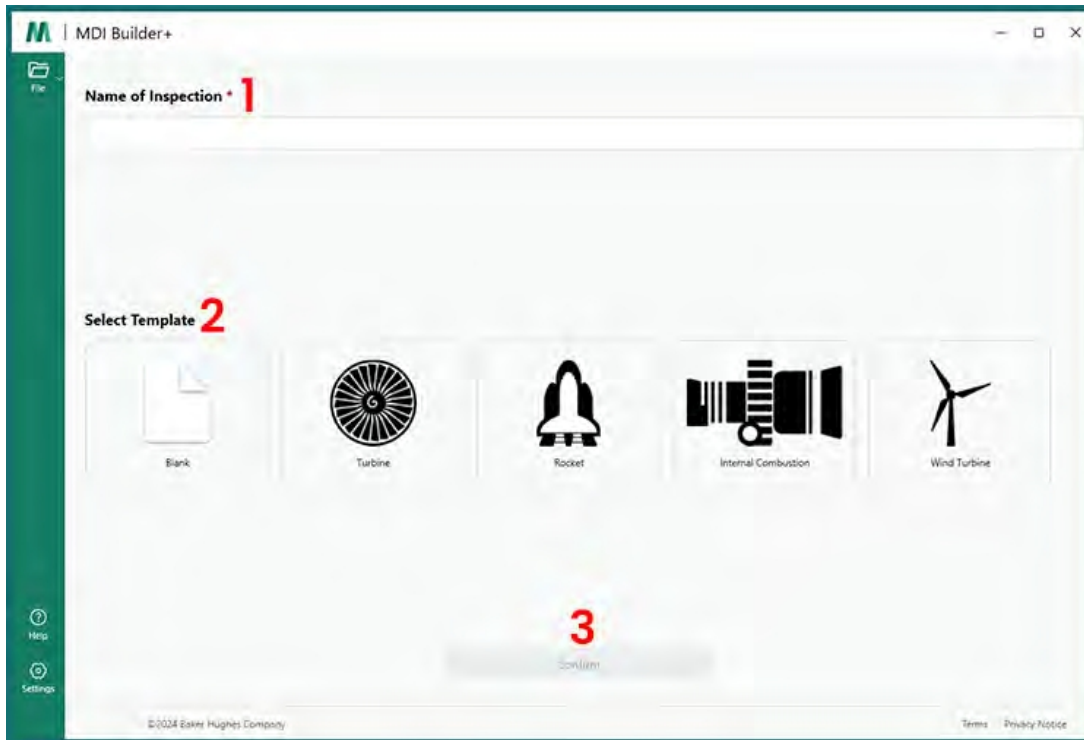 MDI Builder+
File
Name of Inspection * 1
Select Template 2
Blank
Turbine
Rocket
Internal Combustion
Wind Turbine
3
Confirm
Help
Settings
©2024 Baker Hughes Company
Terms Privacy Notice